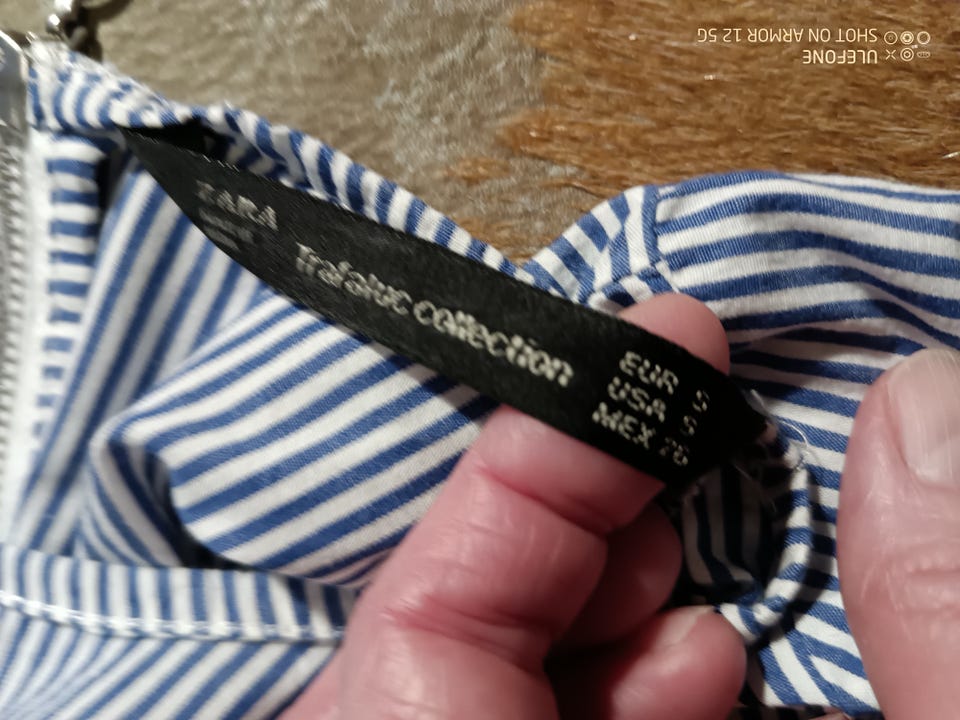 ZARA
Trafaluc collection
EUR S
USA S
MEX 26
ULEFONE
SHOT ON ARMOR 12 5G